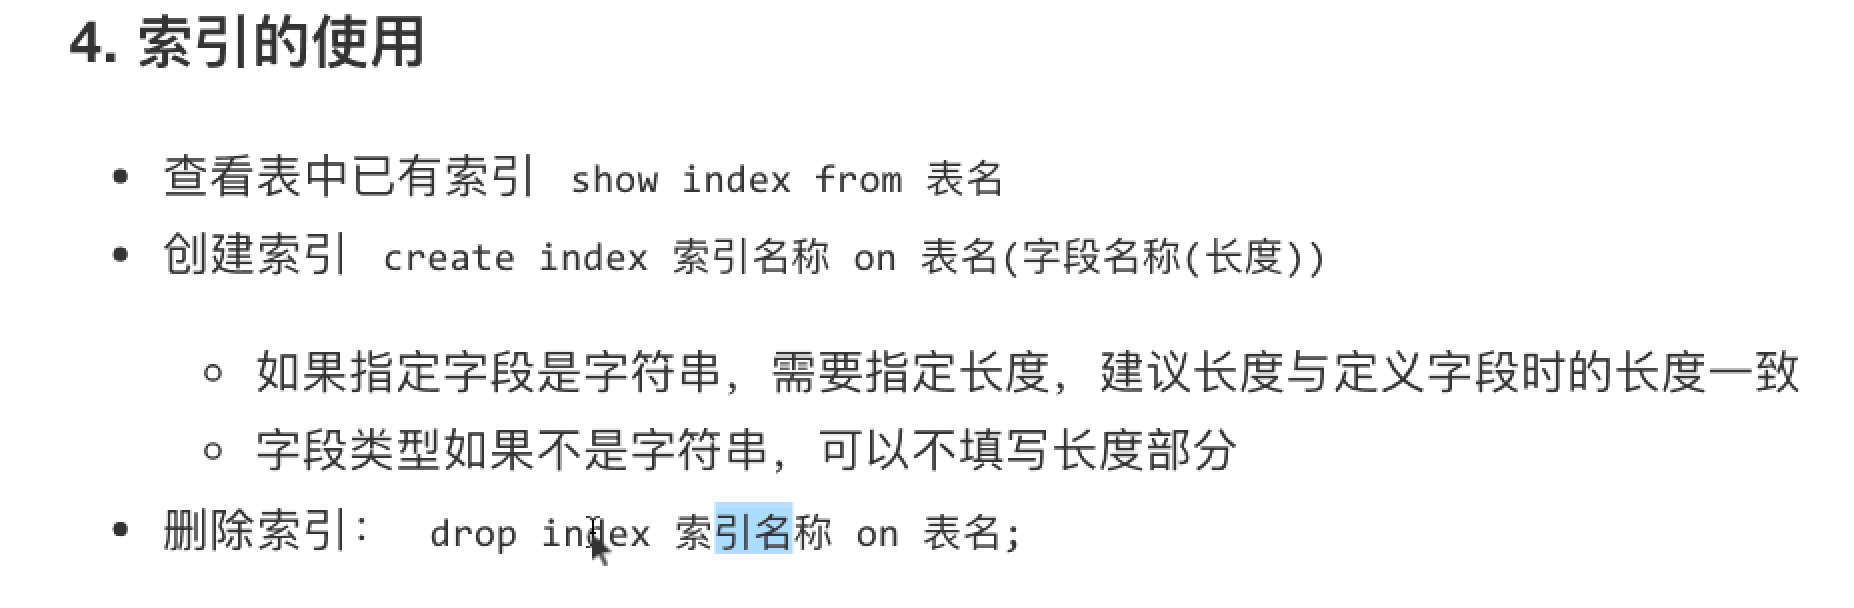 4. 索引的使用
查看表中已有索引 show index from 表名
创建索引 create index 索引名称 on 表名(字段名称(长度))
如果指定字段是字符串，需要指定长度，建议长度与定义字段时的长度一致
字段类型如果不是字符串，可以不填写长度部分
删除索引： drop index 索引名称 on 表名;